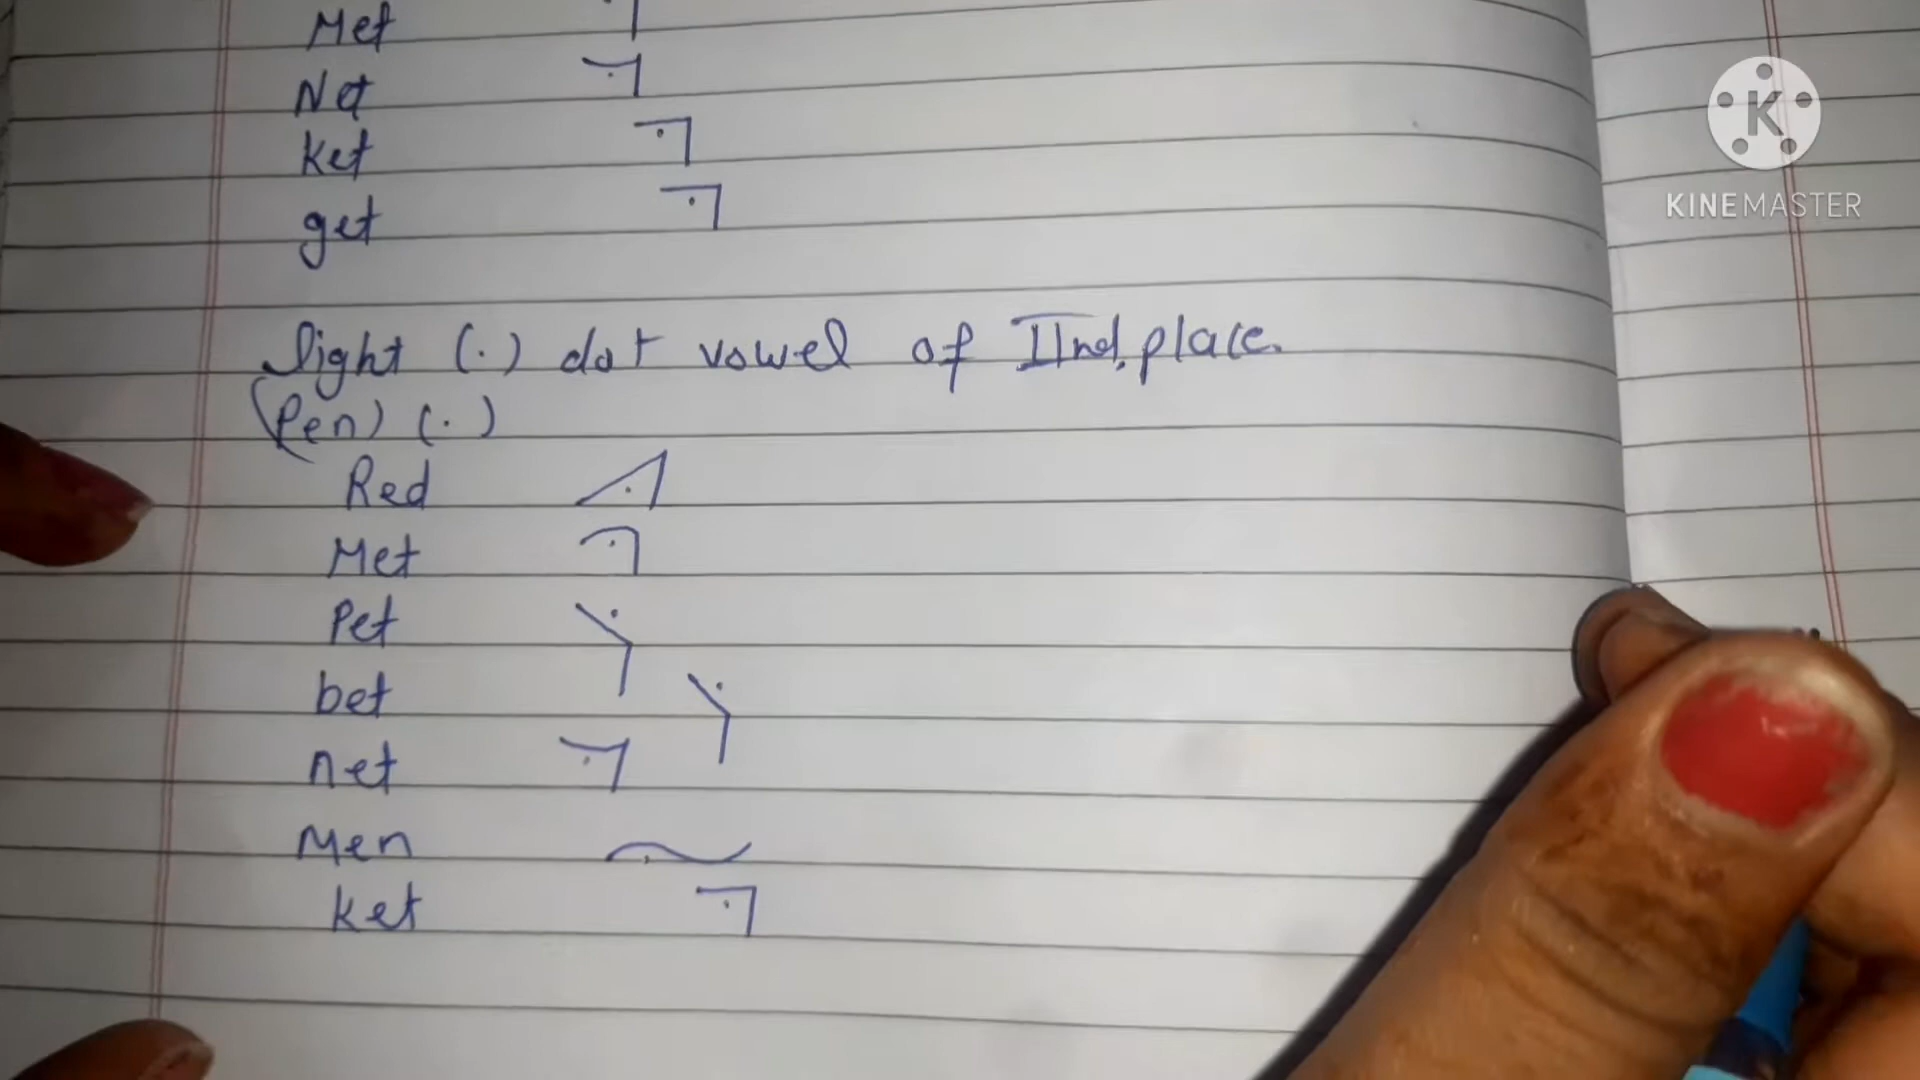 Met
Net
Ket
get
light (.) dot vowel of IInd place.
(Pen) (.)
Red
Met
Pet
bet
net
Men
ket
K
KINEMASTER